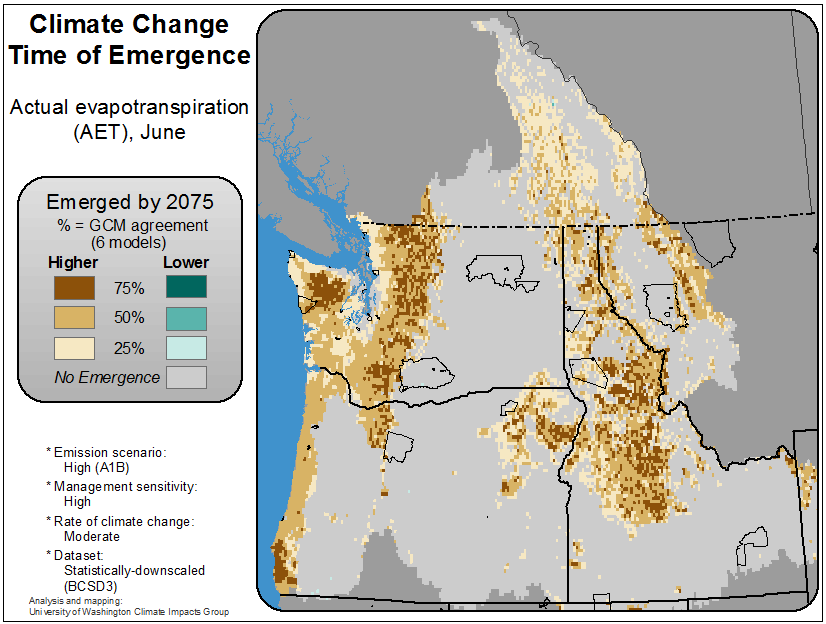 Climate Change
Time of Emergence
Actual evapotranspiration
(AET), June
Emerged by 2075
% = GCM agreement
(6 models)
Higher Lower
75%
50%
25%
No Emergence
* Emission scenario:
High (A1B)
* Management sensitivity:
High
* Rate of climate change:
Moderate
* Dataset:
Statistically-downscaled
(BCSD3)
Analysis and mapping:
University of Washington Climate Impacts Group